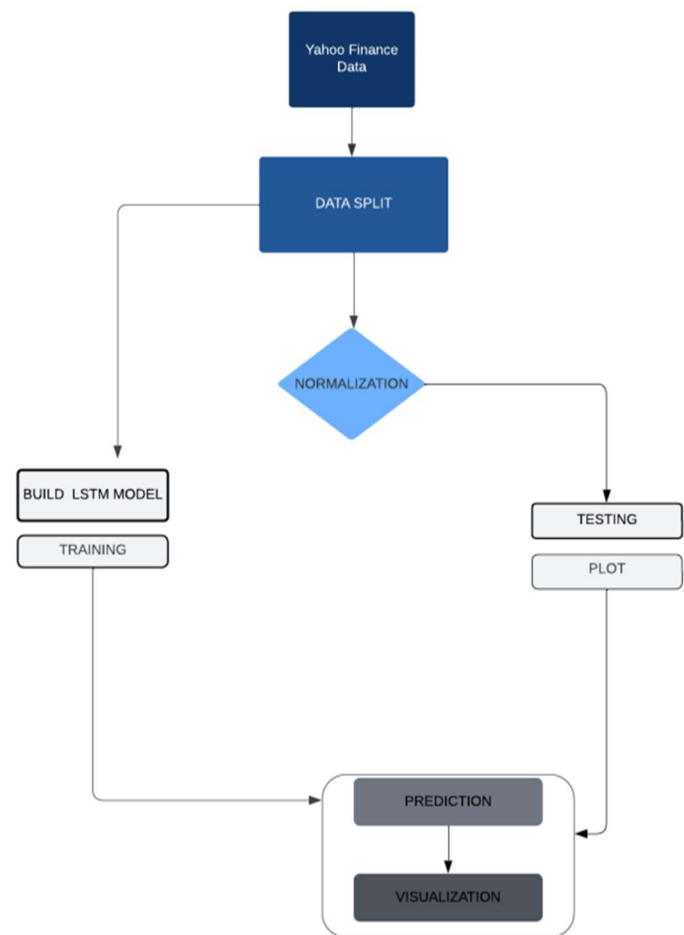 Yahoo Finance
Data
DATA SPLIT
NORMALIZATION
BUILD LSTM MODEL
TRAINING
TESTING
PLOT
PREDICTION
VISUALIZATION